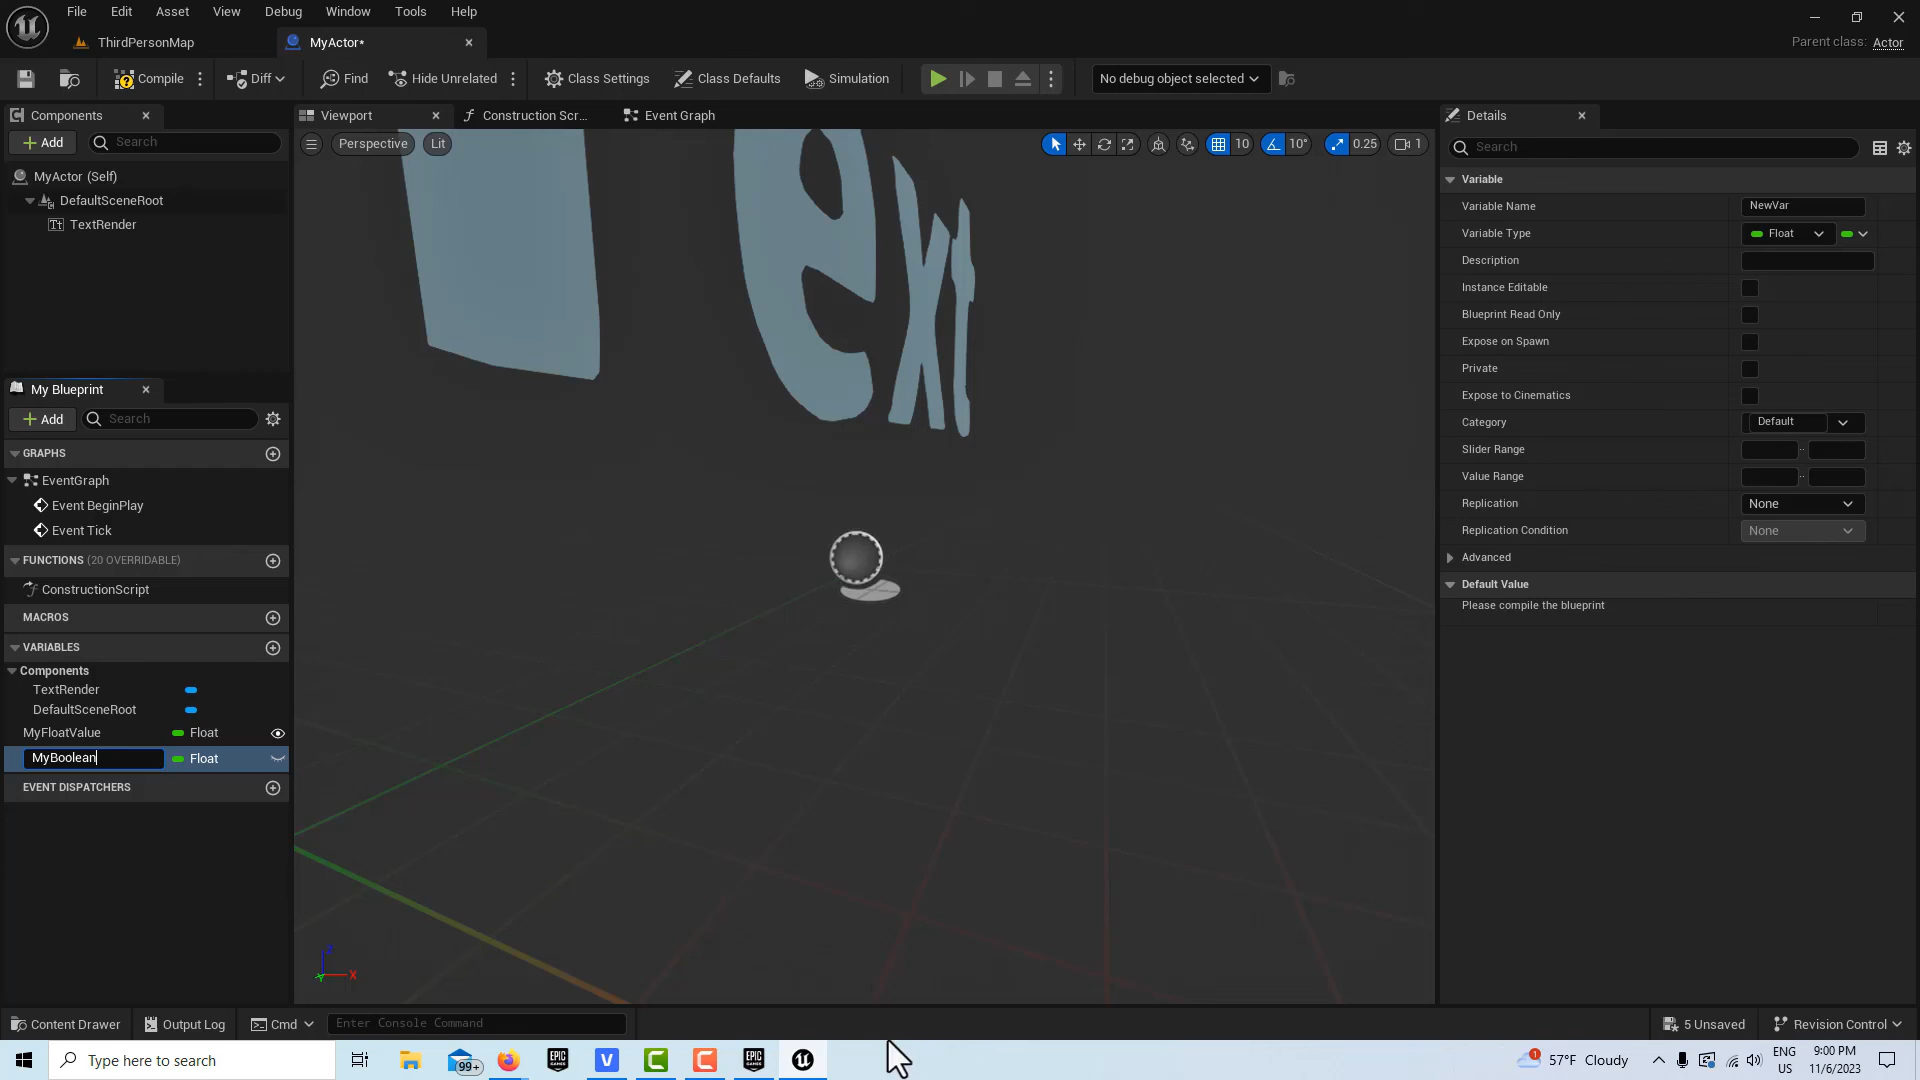 File Edit Asset View Debug Window Tools Help
ThirdPersonMap
MyActor*
Parent class: Actor
Compile
Diff
Find
Hide Unrelated
Class Settings
Class Defaults
Simulation
No debug object selected
Components
Add
Search
MyActor (Self)
DefaultSceneRoot
TextRender
My Blueprint
Add
Search
GRAPHS
EventGraph
Event BeginPlay
Event Tick
FUNCTIONS (20 OVERRIDABLE)
ConstructionScript
MACROS
VARIABLES
Components
TextRender
DefaultSceneRoot
MyFloatValue Float
MyBoolean Float
EVENT DISPATCHERS
Viewport
Construction Scr...
Event Graph
Perspective
Lit
10
10°
0.25
1
Text
Z
X
Y
Details
Search
Variable
Variable Name NewVar
Variable Type Float
Description
Instance Editable
Blueprint Read Only
Expose on Spawn
Private
Expose to Cinematics
Category Default
Slider Range
Value Range
Replication None
Replication Condition None
Advanced
Default Value
Please compile the blueprint
Content Drawer
Output Log
Cmd
Enter Console Command
5 Unsaved
Revision Control
Type here to search
99+
EPIC GAMES
V
C
C
EPIC GAMES
1
57°F Cloudy
ENG
US
9:00 PM
11/6/2023